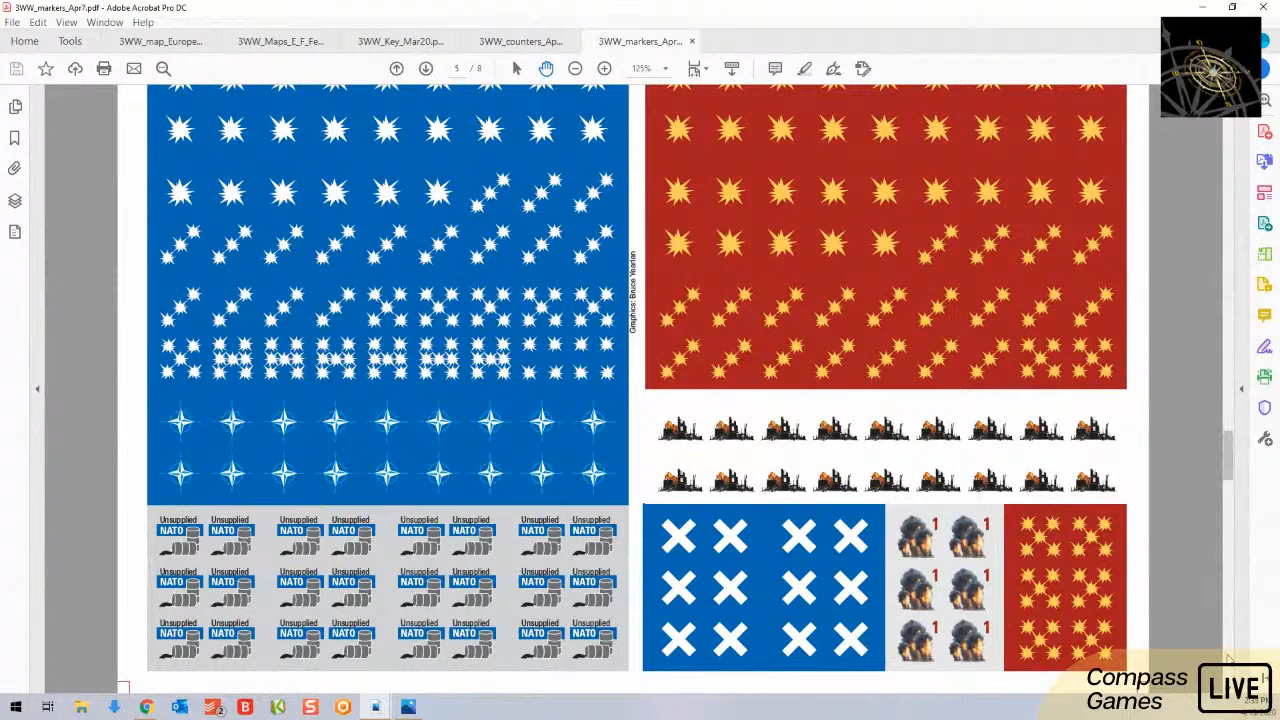 3WW_markers_Apr?.pdf - Adobe Acrobat Pro DC
File Edit View Window Help
Home Tools 3WW_map_Europe... 3WW_Maps_E_F_Fe... 3WW_Key_Mar20.p... 3WW_counters_Ap... 3WW_markers_Apr... ×
5 / 8 125%
Graphics: Bruce Yearian
Unsupplied Unsupplied Unsupplied Unsupplied Unsupplied Unsupplied Unsupplied Unsupplied
NATO NATO NATO NATO NATO NATO NATO NATO
Unsupplied Unsupplied Unsupplied Unsupplied Unsupplied Unsupplied Unsupplied Unsupplied
NATO NATO NATO NATO NATO NATO NATO NATO
Unsupplied Unsupplied Unsupplied Unsupplied Unsupplied Unsupplied Unsupplied Unsupplied
NATO NATO NATO NATO NATO NATO NATO NATO
1 1
1 1
1 1
Compass
Games
LIVE
2